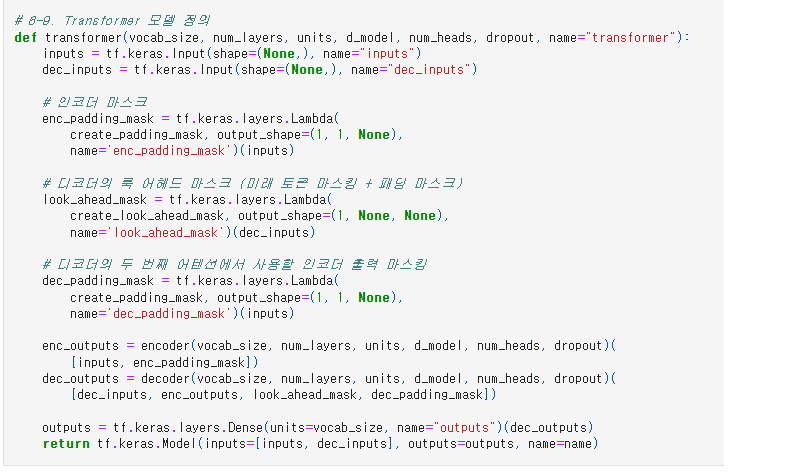 # 6-9. Transformer 모델 정의
def transformer(vocab_size, num_layers, units, d_model, num_heads, dropout, name="transformer"):
    inputs = tf.keras.Input(shape=(None,), name="inputs")
    dec_inputs = tf.keras.Input(shape=(None,), name="dec_inputs")

    # 인코더 마스크
    enc_padding_mask = tf.keras.layers.Lambda(
        create_padding_mask, output_shape=(1, 1, None),
        name='enc_padding_mask')(inputs)

    # 디코더의 룩 어헤드 마스크 (미래 토큰 마스킹 + 패딩 마스크)
    look_ahead_mask = tf.keras.layers.Lambda(
        create_look_ahead_mask, output_shape=(1, None, None),
        name='look_ahead_mask')(dec_inputs)

    # 디코더의 두 번째 어텐션에서 사용할 인코더 출력 마스킹
    dec_padding_mask = tf.keras.layers.Lambda(
        create_padding_mask, output_shape=(1, 1, None),
        name='dec_padding_mask')(inputs)

    enc_outputs = encoder(vocab_size, num_layers, units, d_model, num_heads, dropout)(
        [inputs, enc_padding_mask])
    dec_outputs = decoder(vocab_size, num_layers, units, d_model, num_heads, dropout)(
        [dec_inputs, enc_outputs, look_ahead_mask, dec_padding_mask])

    outputs = tf.keras.layers.Dense(units=vocab_size, name="outputs")(dec_outputs)
    return tf.keras.Model(inputs=[inputs, dec_inputs], outputs=outputs, name=name)